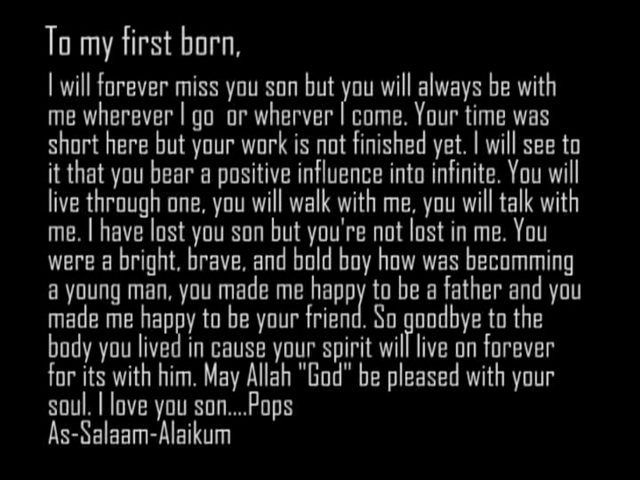 To my first born,
I will forever miss you son but you will always be with
me wherever I go or wherver I come. Your time was
short here but your work is not finished yet. I will see to
it that you bear a positive influence into infinite. You will
live through one, you will walk with me, you will talk with
me. I have lost you son but you're not lost in me. You
were a bright, brave, and bold boy how was becomming
a young man, you made me happy to be a father and you
made me happy to be your friend. So goodbye to the
body you lived in cause your spirit will live on forever
for its with him. May Allah "God" be pleased with your
soul. I love you son....Pops
As-Salaam-Alaikum